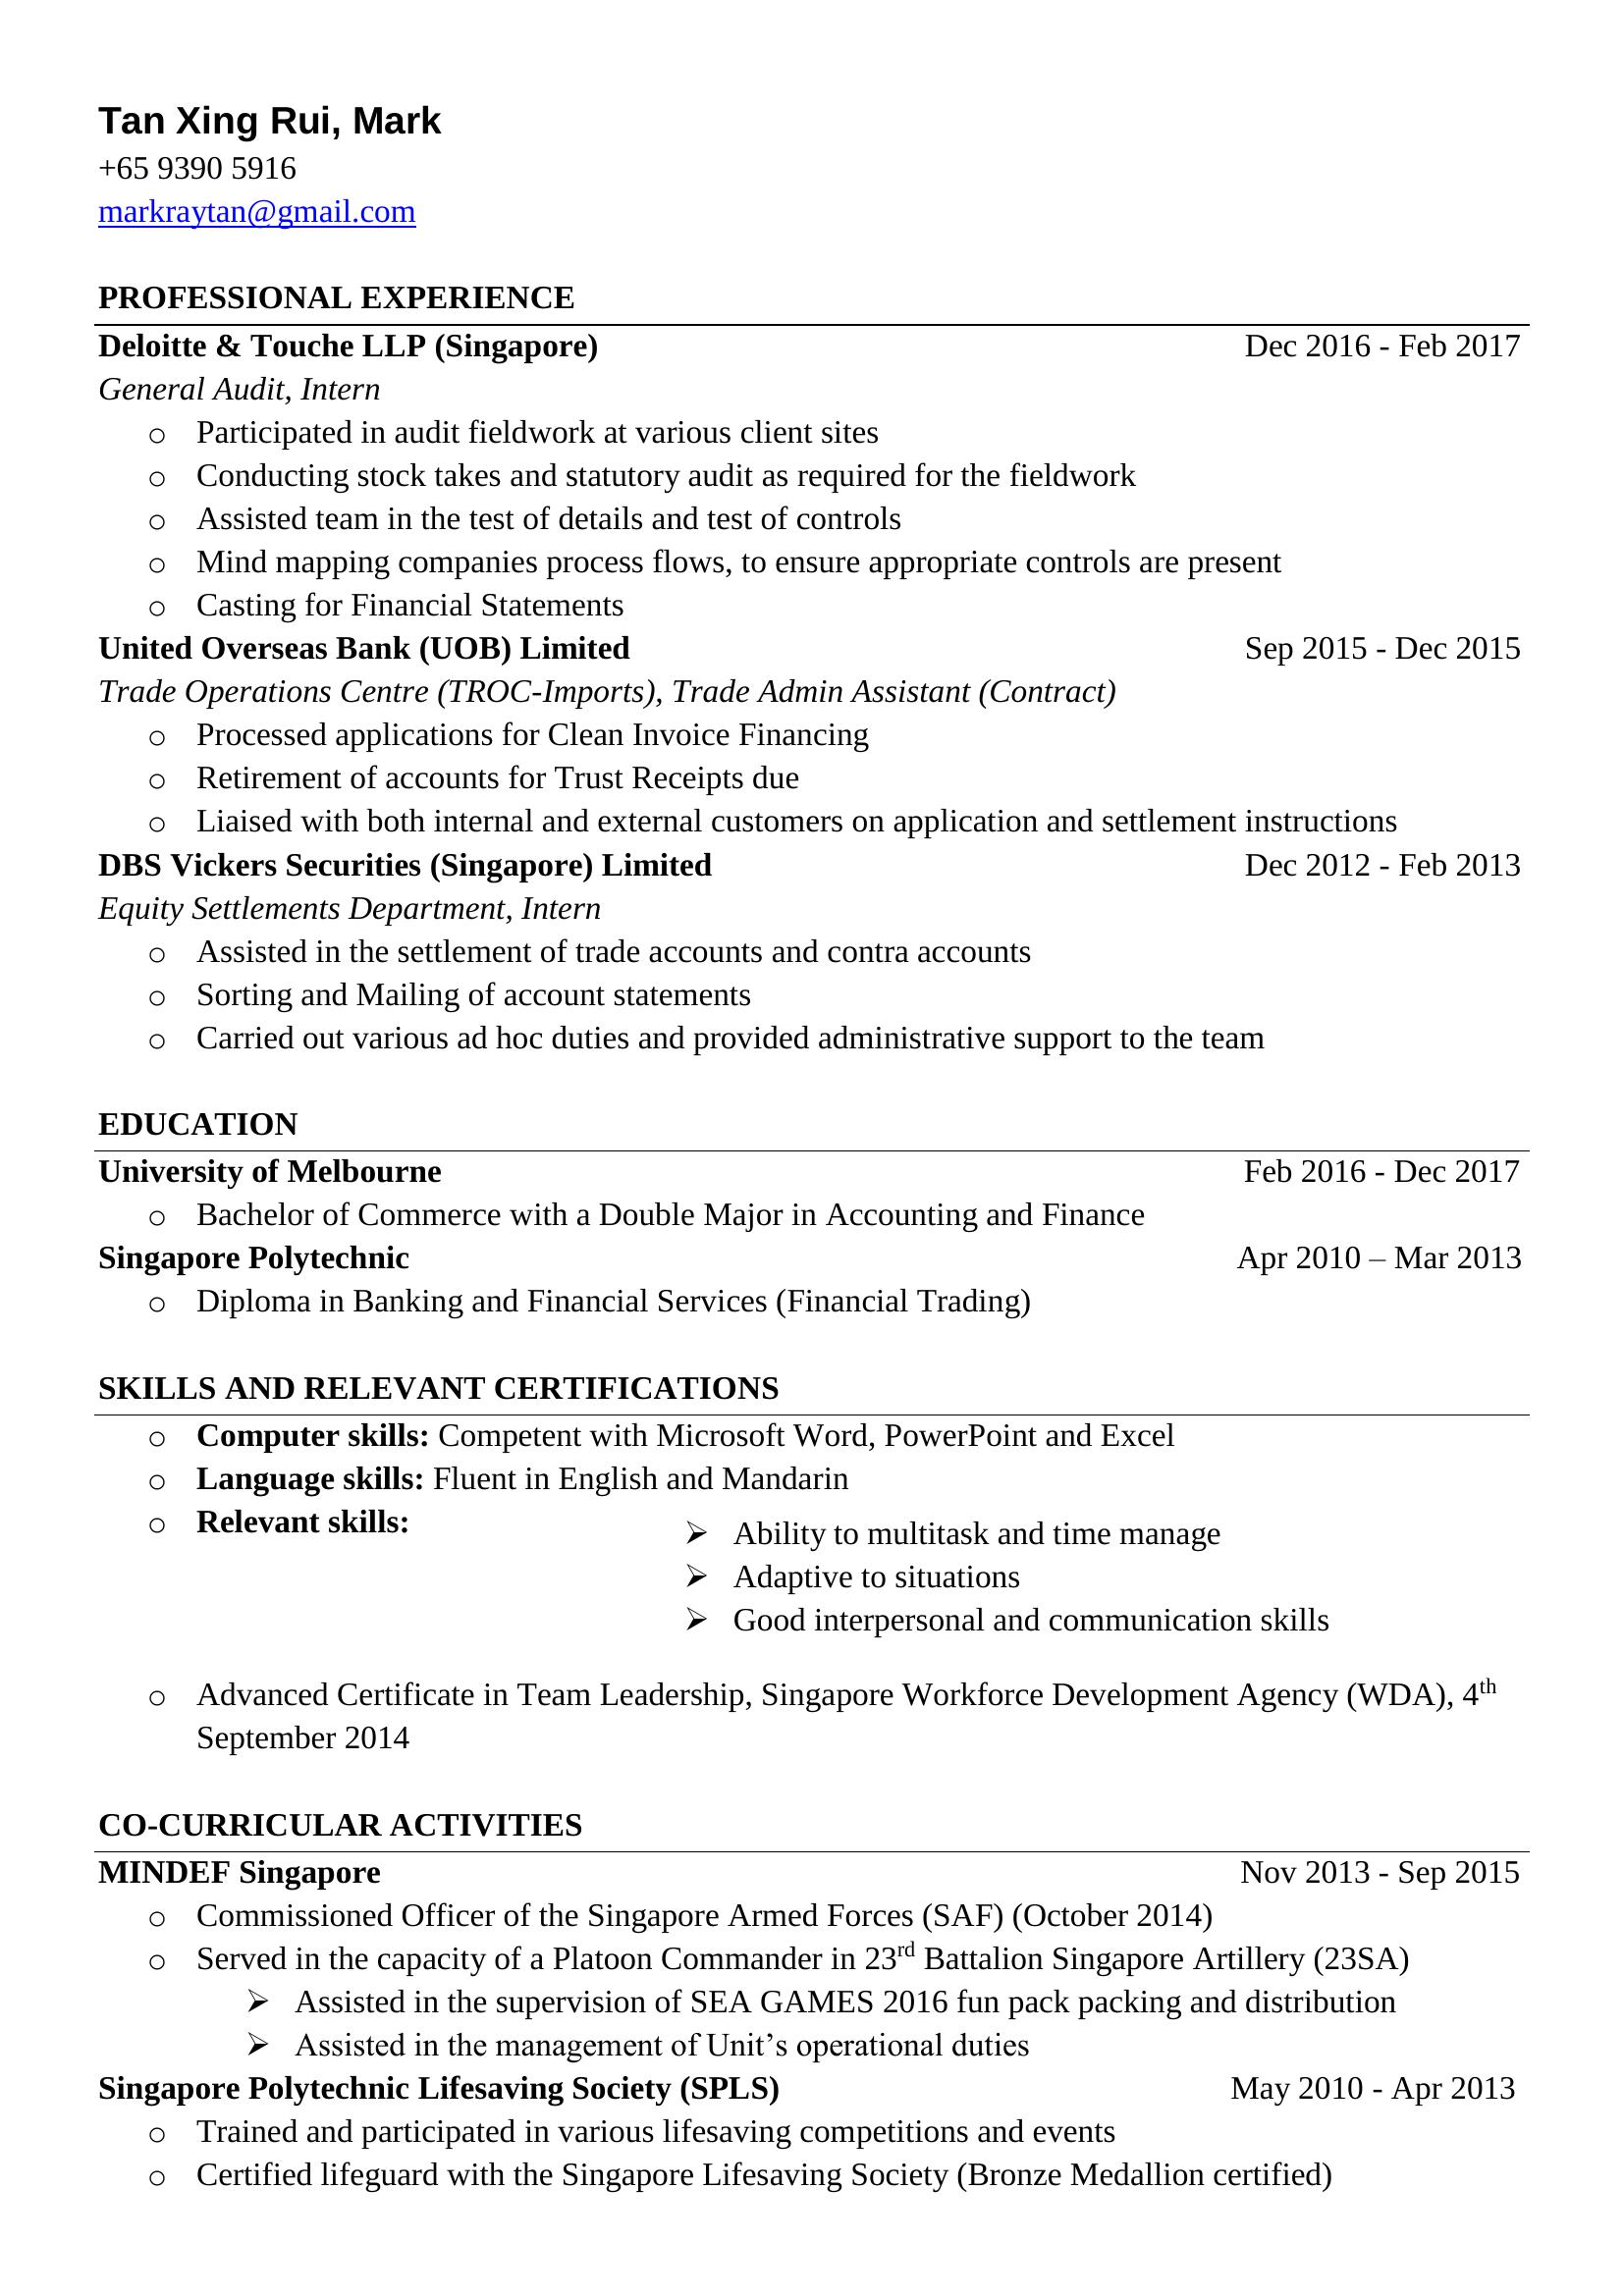 Tan Xing Rui, Mark
+65 9390 5916
markraytan@gmail.com
PROFESSIONAL EXPERIENCE
Deloitte & Touche LLP (Singapore) Dec 2016 - Feb 2017
General Audit, Intern
o Participated in audit fieldwork at various client sites
o Conducting stock takes and statutory audit as required for the fieldwork
o Assisted team in the test of details and test of controls
o Mind mapping companies process flows, to ensure appropriate controls are present
o Casting for Financial Statements
United Overseas Bank (UOB) Limited Sep 2015 - Dec 2015
Trade Operations Centre (TROC-Imports), Trade Admin Assistant (Contract)
o Processed applications for Clean Invoice Financing
o Retirement of accounts for Trust Receipts due
o Liaised with both internal and external customers on application and settlement instructions
DBS Vickers Securities (Singapore) Limited Dec 2012 - Feb 2013
Equity Settlements Department, Intern
o Assisted in the settlement of trade accounts and contra accounts
o Sorting and Mailing of account statements
o Carried out various ad hoc duties and provided administrative support to the team
EDUCATION
University of Melbourne Feb 2016 - Dec 2017
o Bachelor of Commerce with a Double Major in Accounting and Finance
Singapore Polytechnic Apr 2010 – Mar 2013
o Diploma in Banking and Financial Services (Financial Trading)
SKILLS AND RELEVANT CERTIFICATIONS
o Computer skills: Competent with Microsoft Word, PowerPoint and Excel
o Language skills: Fluent in English and Mandarin
o Relevant skills:
➢ Ability to multitask and time manage
➢ Adaptive to situations
➢ Good interpersonal and communication skills
o Advanced Certificate in Team Leadership, Singapore Workforce Development Agency (WDA), 4th
September 2014
CO-CURRICULAR ACTIVITIES
MINDEF Singapore Nov 2013 - Sep 2015
o Commissioned Officer of the Singapore Armed Forces (SAF) (October 2014)
o Served in the capacity of a Platoon Commander in 23rd Battalion Singapore Artillery (23SA)
➢ Assisted in the supervision of SEA GAMES 2016 fun pack packing and distribution
➢ Assisted in the management of Unit’s operational duties
Singapore Polytechnic Lifesaving Society (SPLS) May 2010 - Apr 2013
o Trained and participated in various lifesaving competitions and events
o Certified lifeguard with the Singapore Lifesaving Society (Bronze Medallion certified)